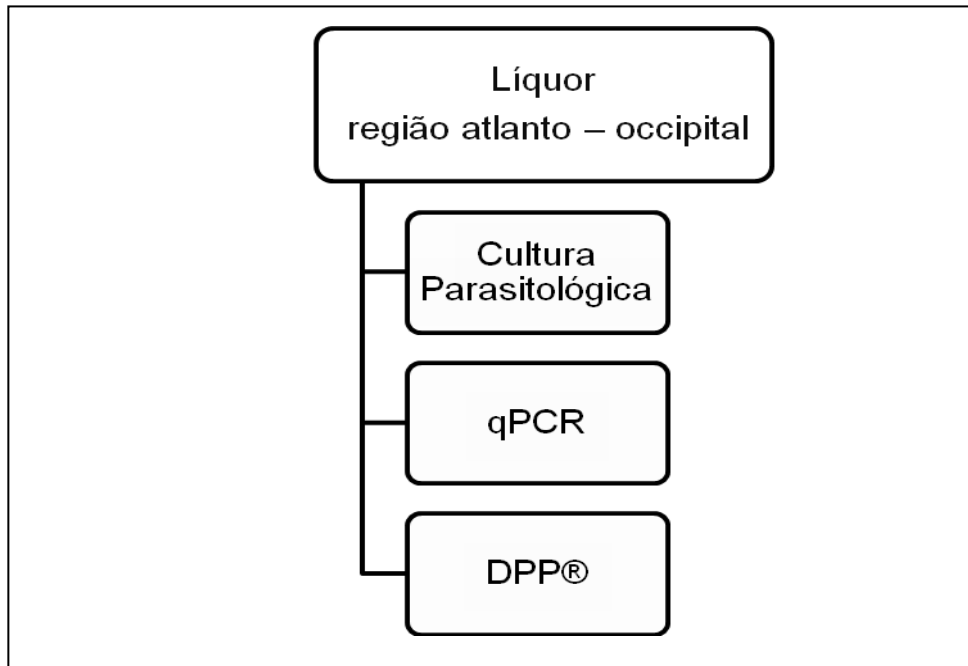 Líquor
região atlanto – occipital
Cultura
Parasitológica
qPCR
DPP®